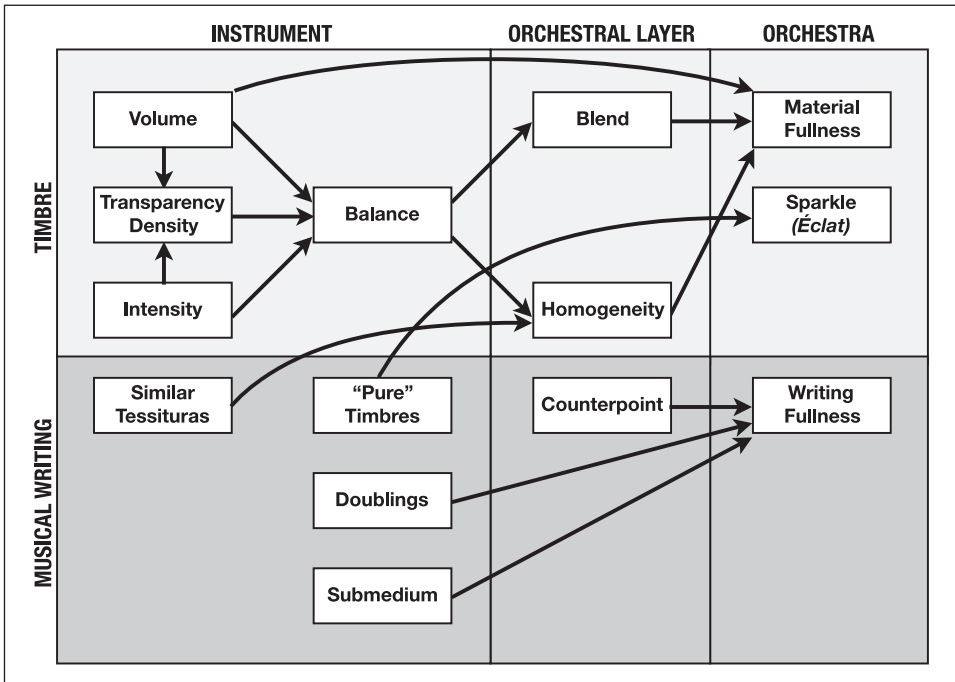 INSTRUMENT
ORCHESTRAL LAYER
ORCHESTRA
TIMBRE
Volume
Blend
Material
Fullness
Transparency
Density
Balance
Sparkle
(Éclat)
Intensity
Homogeneity
MUSICAL WRITING
Similar
Tessituras
“Pure”
Timbres
Counterpoint
Writing
Fullness
Doublings
Submedium